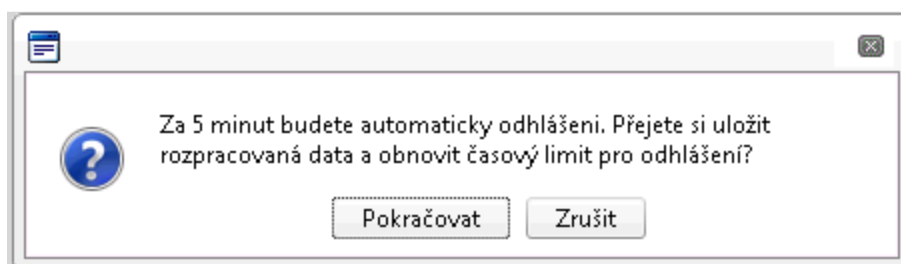 Za 5 minut budete automaticky odhlášeni. Přejete si uložit
rozpracovaná data a obnovit časový limit pro odhlášení?
Pokračovat Zrušit